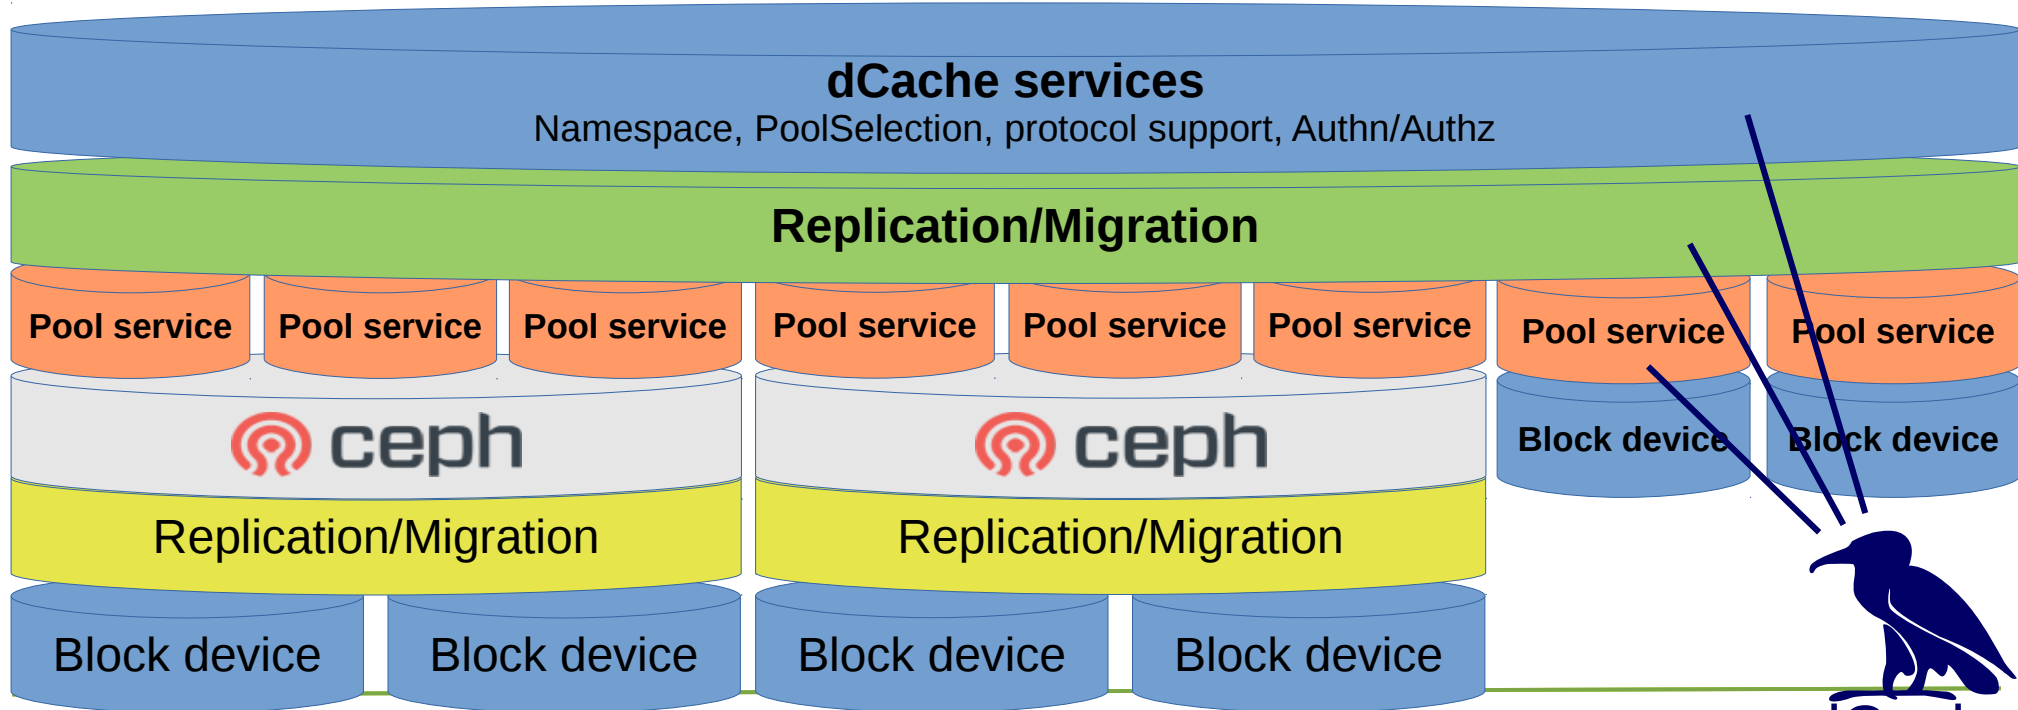 dCache services
Namespace, PoolSelection, protocol support, Authn/Authz
Replication/Migration
Pool service Pool service Pool service Pool service Pool service Pool service Pool service Pool service
ceph ceph Block device Block device
Replication/Migration Replication/Migration
Block device Block device Block device Block device